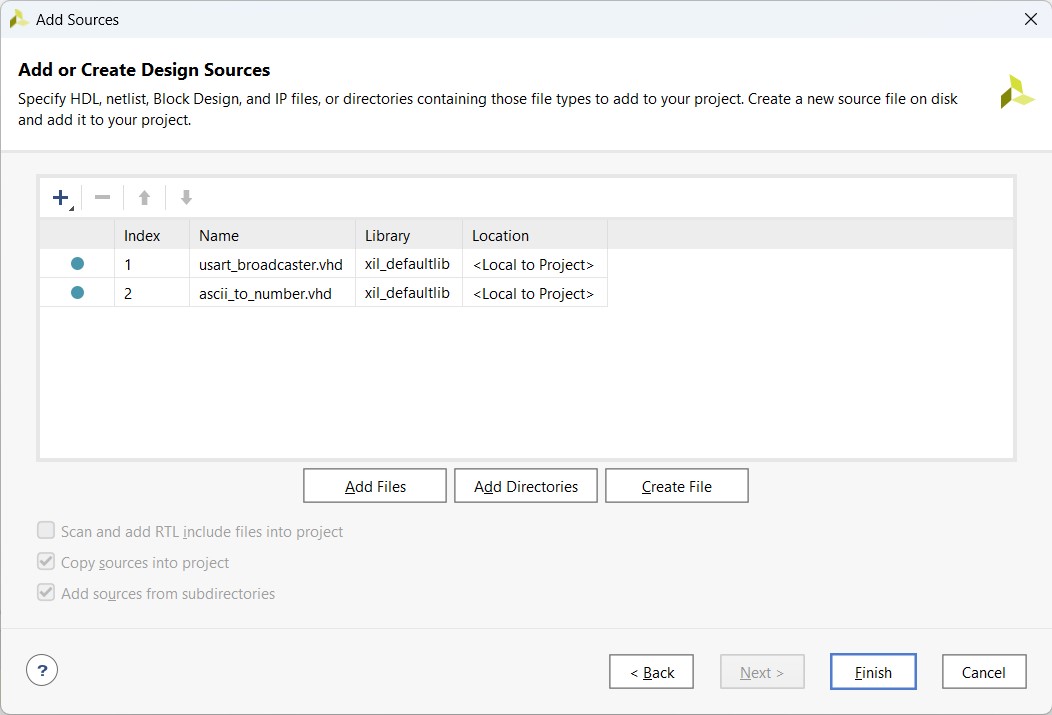 Add Sources
Add or Create Design Sources
Specify HDL, netlist, Block Design, and IP files, or directories containing those file types to add to your project. Create a new source file on disk
and add it to your project.
Index Name Library Location
1 usart_broadcaster.vhd xil_defaultlib <Local to Project>
2 ascii_to_number.vhd xil_defaultlib <Local to Project>
Add Files Add Directories Create File
Scan and add RTL include files into project
Copy sources into project
Add sources from subdirectories
? < Back Next > Finish Cancel